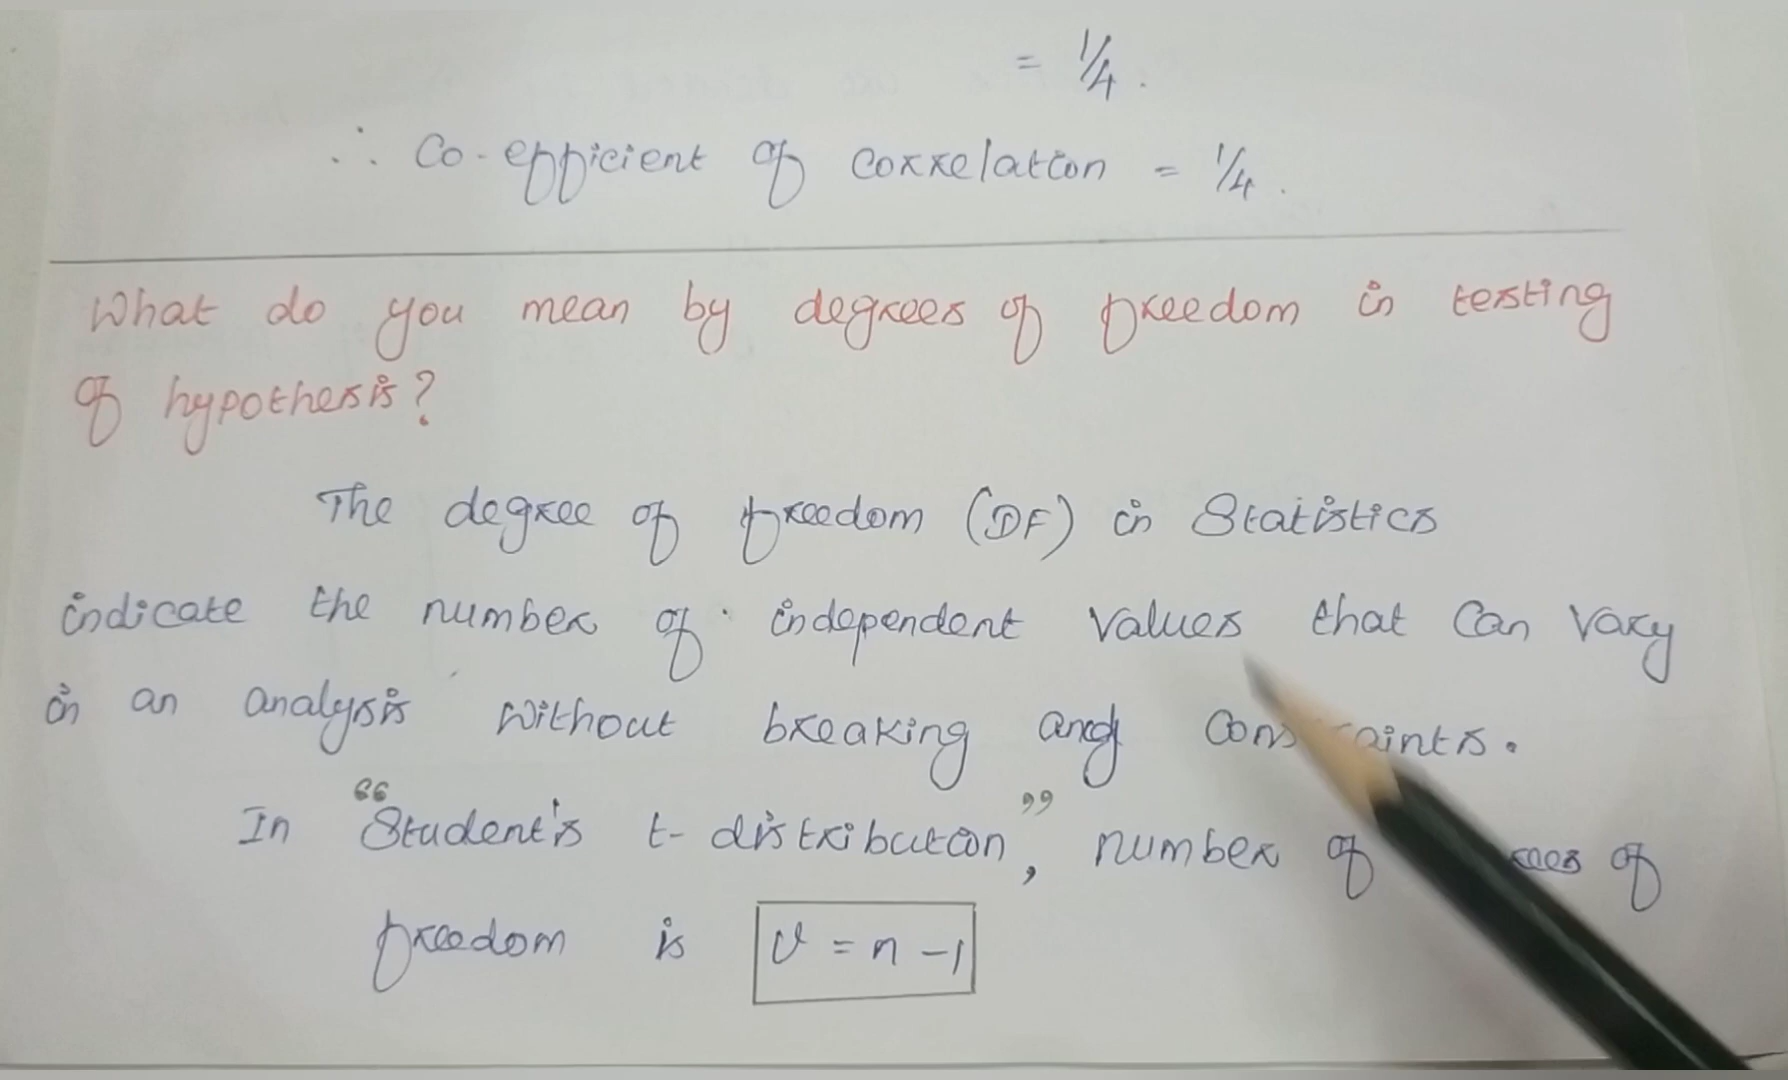 = 1/4.
∴ Co-efficient of correlation = 1/4.
What do you mean by degrees of freedom in testing
of hypothesis?
The degree of freedom (DF) in Statistics
indicate the number of independent values that can vary
in an analysis without breaking any
In "Student's t-distribution", number of of
freedom is ν = n - 1